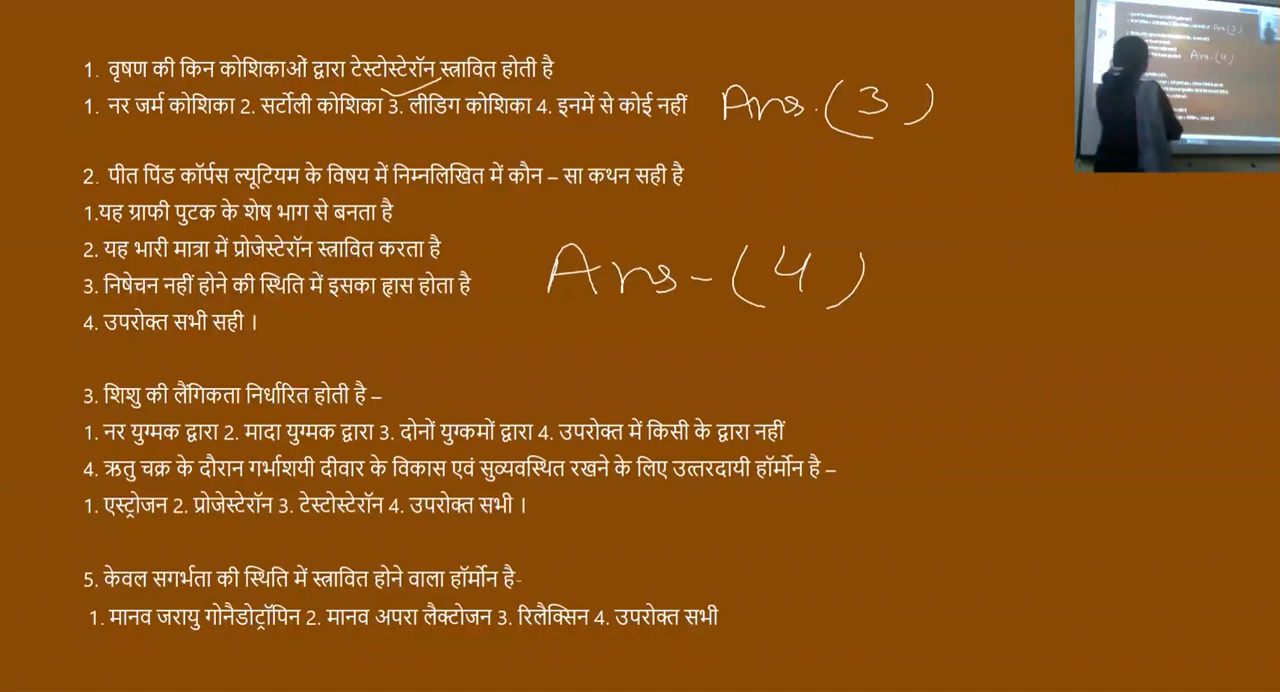 1. वृषण की किन कोशिकाओं द्वारा टेस्टोस्टेरॉन स्त्रावित होती है
1. नर जर्म कोशिका 2. सर्टोली कोशिका 3. लीडिग कोशिका 4. इनमें से कोई नहीं Ans. (3)
2. पीत पिंड कॉर्पस ल्यूटियम के विषय में निम्नलिखित में कौन – सा कथन सही है
1.यह ग्राफी पुटक के शेष भाग से बनता है
2. यह भारी मात्रा में प्रोजेस्टेरॉन स्त्रावित करता है
3. निषेचन नहीं होने की स्थिति में इसका ह्रास होता है Ans-(4)
4. उपरोक्त सभी सही ।
3. शिशु की लैंगिकता निर्धारित होती है –
1. नर युग्मक द्वारा 2. मादा युग्मक द्वारा 3. दोनों युग्कमों द्वारा 4. उपरोक्त में किसी के द्वारा नहीं
4. ऋतु चक्र के दौरान गर्भाशयी दीवार के विकास एवं सुव्यवस्थित रखने के लिए उत्तरदायी हॉर्मोन है –
1. एस्ट्रोजन 2. प्रोजेस्टेरॉन 3. टेस्टोस्टेरॉन 4. उपरोक्त सभी ।
5. केवल सगर्भता की स्थिति में स्त्रावित होने वाला हॉर्मोन है-
1. मानव जरायु गोनैडोट्रॉपिन 2. मानव अपरा लैक्टोजन 3. रिलैक्सिन 4. उपरोक्त सभी